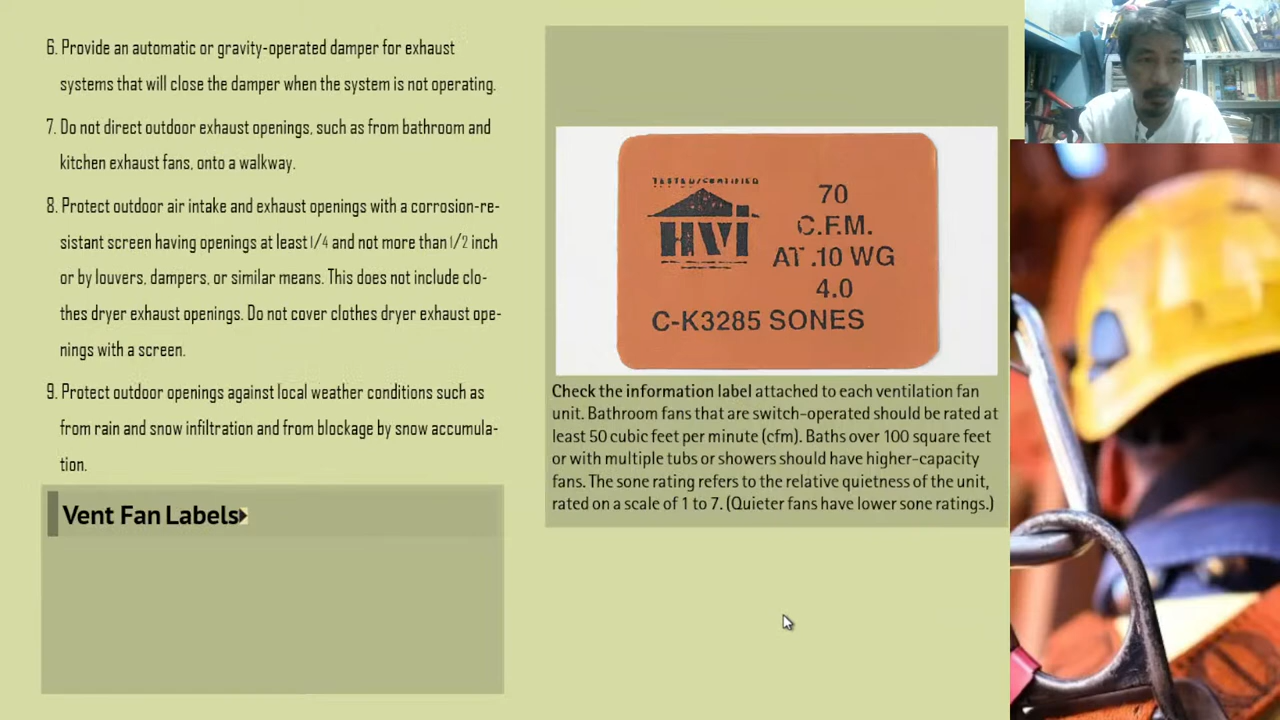 6. Provide an automatic or gravity-operated damper for exhaust
systems that will close the damper when the system is not operating.
7. Do not direct outdoor exhaust openings, such as from bathroom and
kitchen exhaust fans, onto a walkway.
8. Protect outdoor air intake and exhaust openings with a corrosion-re-
sistant screen having openings at least 1/4 and not more than 1/2 inch
or by louvers, dampers, or similar means. This does not include clo-
thes dryer exhaust openings. Do not cover clothes dryer exhaust ope-
nings with a screen.
9. Protect outdoor openings against local weather conditions such as
from rain and snow infiltration and from blockage by snow accumula-
tion.
Vent Fan Labels
TESTED/CERTIFIED
HVI
70
C.F.M.
AT .10 WG
4.0
C-K3285 SONES
Check the information label attached to each ventilation fan
unit. Bathroom fans that are switch-operated should be rated at
least 50 cubic feet per minute (cfm). Baths over 100 square feet
or with multiple tubs or showers should have higher-capacity
fans. The sone rating refers to the relative quietness of the unit,
rated on a scale of 1 to 7. (Quieter fans have lower sone ratings.)